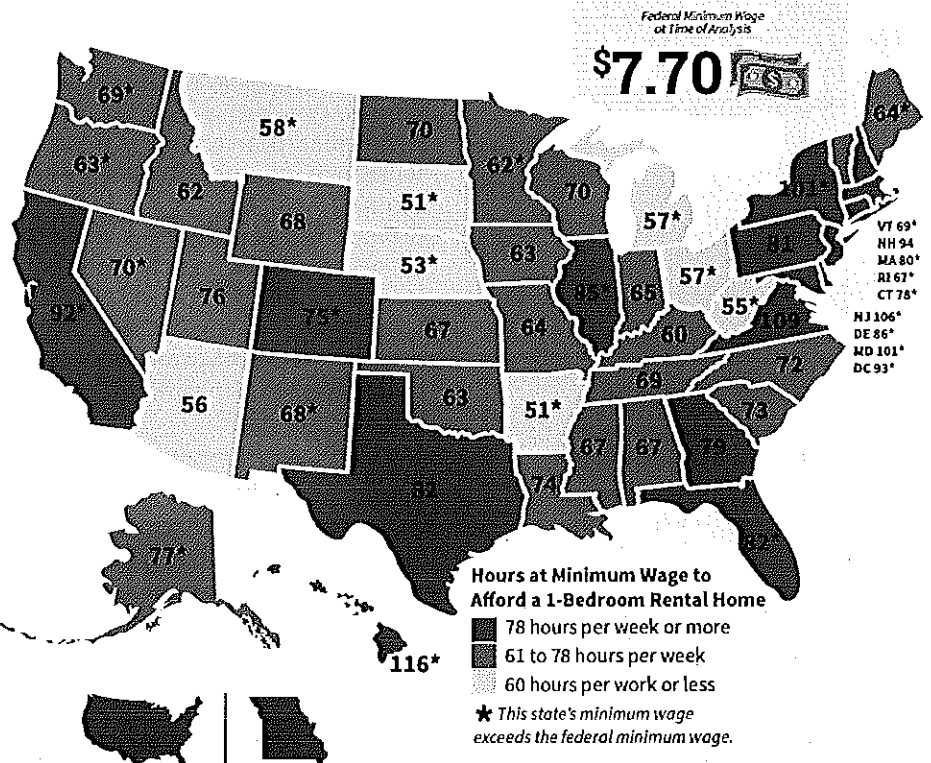 Federal Minimum Wage
at Time of Analysis
$7.70
69*
58*
70
62*
64*
63*
62
68
51*
70
57*
101*
53*
63
81
VT 69*
NH 94
MA 80*
RI 67*
CT 78*
NJ 106*
DE 86*
MD 101*
DC 93*
92*
70*
76
75*
67
64
85*
65
57*
55*
109
60
56
68*
63
51*
69
72
73
82
74
67
67
79
82*
77*
116*
Hours at Minimum Wage to
Afford a 1-Bedroom Rental Home
78 hours per week or more
61 to 78 hours per week
60 hours per work or less
★ This state's minimum wage
exceeds the federal minimum wage.